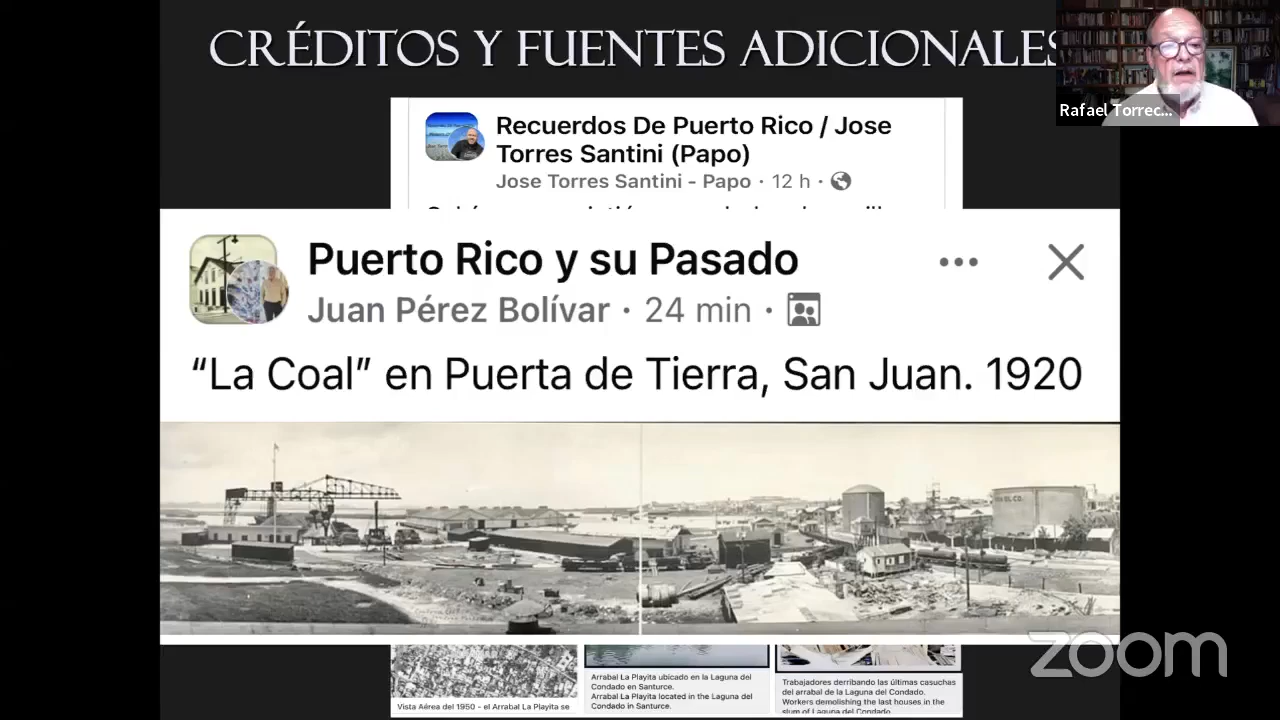 CRÉDITOS Y FUENTES ADICIONALES
Rafael Torrec...
Recuerdos De Puerto Rico / Jose
Torres Santini (Papo)
Jose Torres Santini - Papo · 12 h ·
Puerto Rico y su Pasado
Juan Pérez Bolívar · 24 min ·
“La Coal” en Puerta de Tierra, San Juan. 1920
OIL CO.
Vista Aérea del 1950 - el Arrabal La Playita se
Arrabal La Playita ubicado en la Laguna del
Condado en Santurce.
Arrabal La Playita located in the Laguna del
Condado in Santurce.
Trabajadores derribando las últimas casuchas
del arrabal de la Laguna del Condado.
Workers demolishing the last houses in the
slum of Laguna del Condado.
zoom